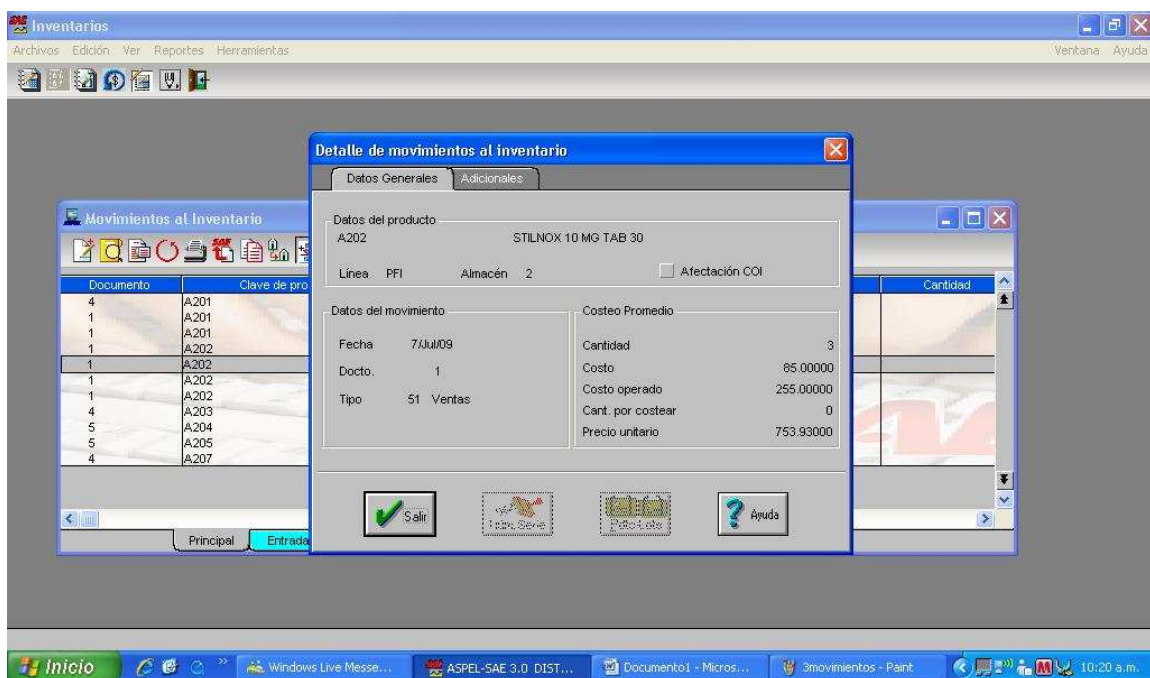 Inventarios
Archivos Edición Ver Reportes Herramientas Ventana Ayuda
Detalle de movimientos al inventario
Datos Generales Adicionales
Datos del producto
A202 STILNOX 10 MG TAB 30
Línea PFI Almacén 2 Afectación COI
Datos del movimiento
Fecha 7/Jul/09
Docto. 1
Tipo 51 Ventas
Costeo Promedio
Cantidad 3
Costo 85.00000
Costo operado 255.00000
Cant. por costear 0
Precio unitario 753.93000
Salir
Ayuda
Movimientos al Inventario
Documento Clave de pro Cantidad
4 A201
1 A201
1 A201
1 A202
1 A202
1 A202
1 A202
4 A203
5 A204
5 A205
4 A207
Principal Entrada
Inicio Windows Live Messe... ASPEL-SAE 3.0 DIST... Documento1 - Micros... 3movimientos - Paint 10:20 a.m.